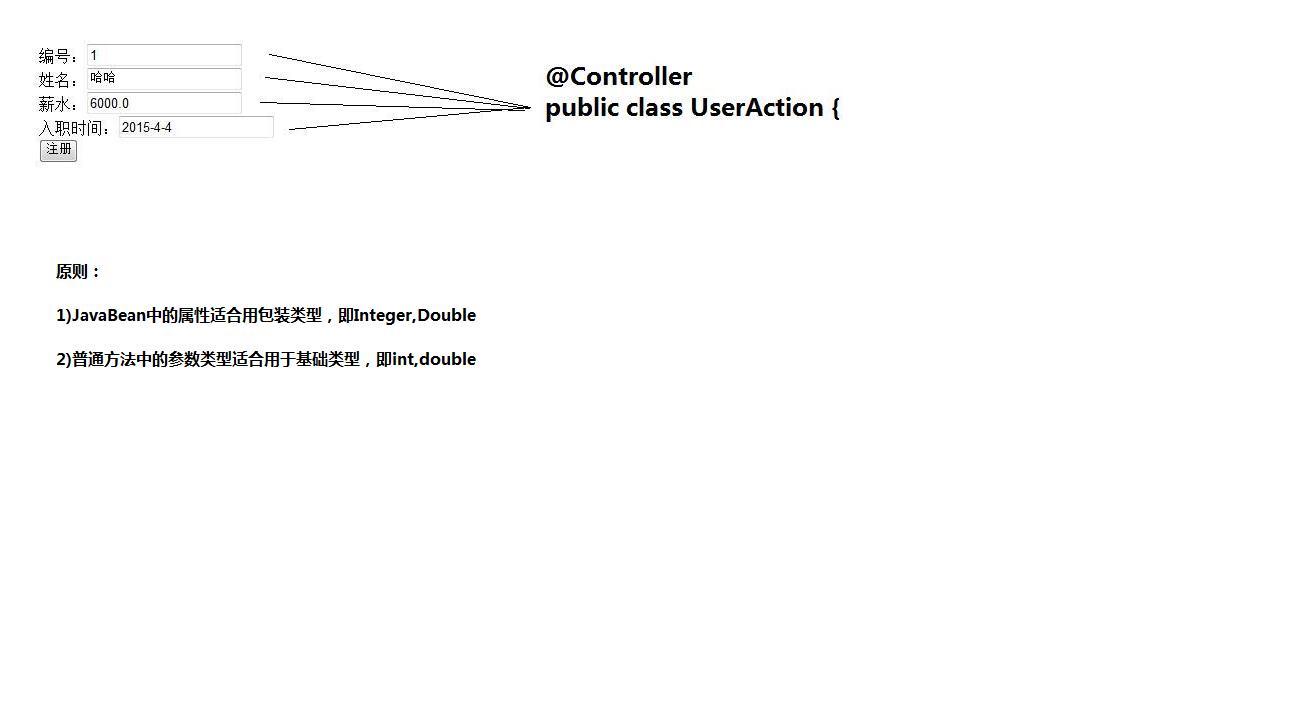 编号：1
姓名：哈哈
薪水：6000.0
入职时间：2015-4-4
注册
@Controller
public class UserAction {
原则：
1)JavaBean中的属性适合用包装类型，即Integer,Double
2)普通方法中的参数类型适合用于基础类型，即int,double